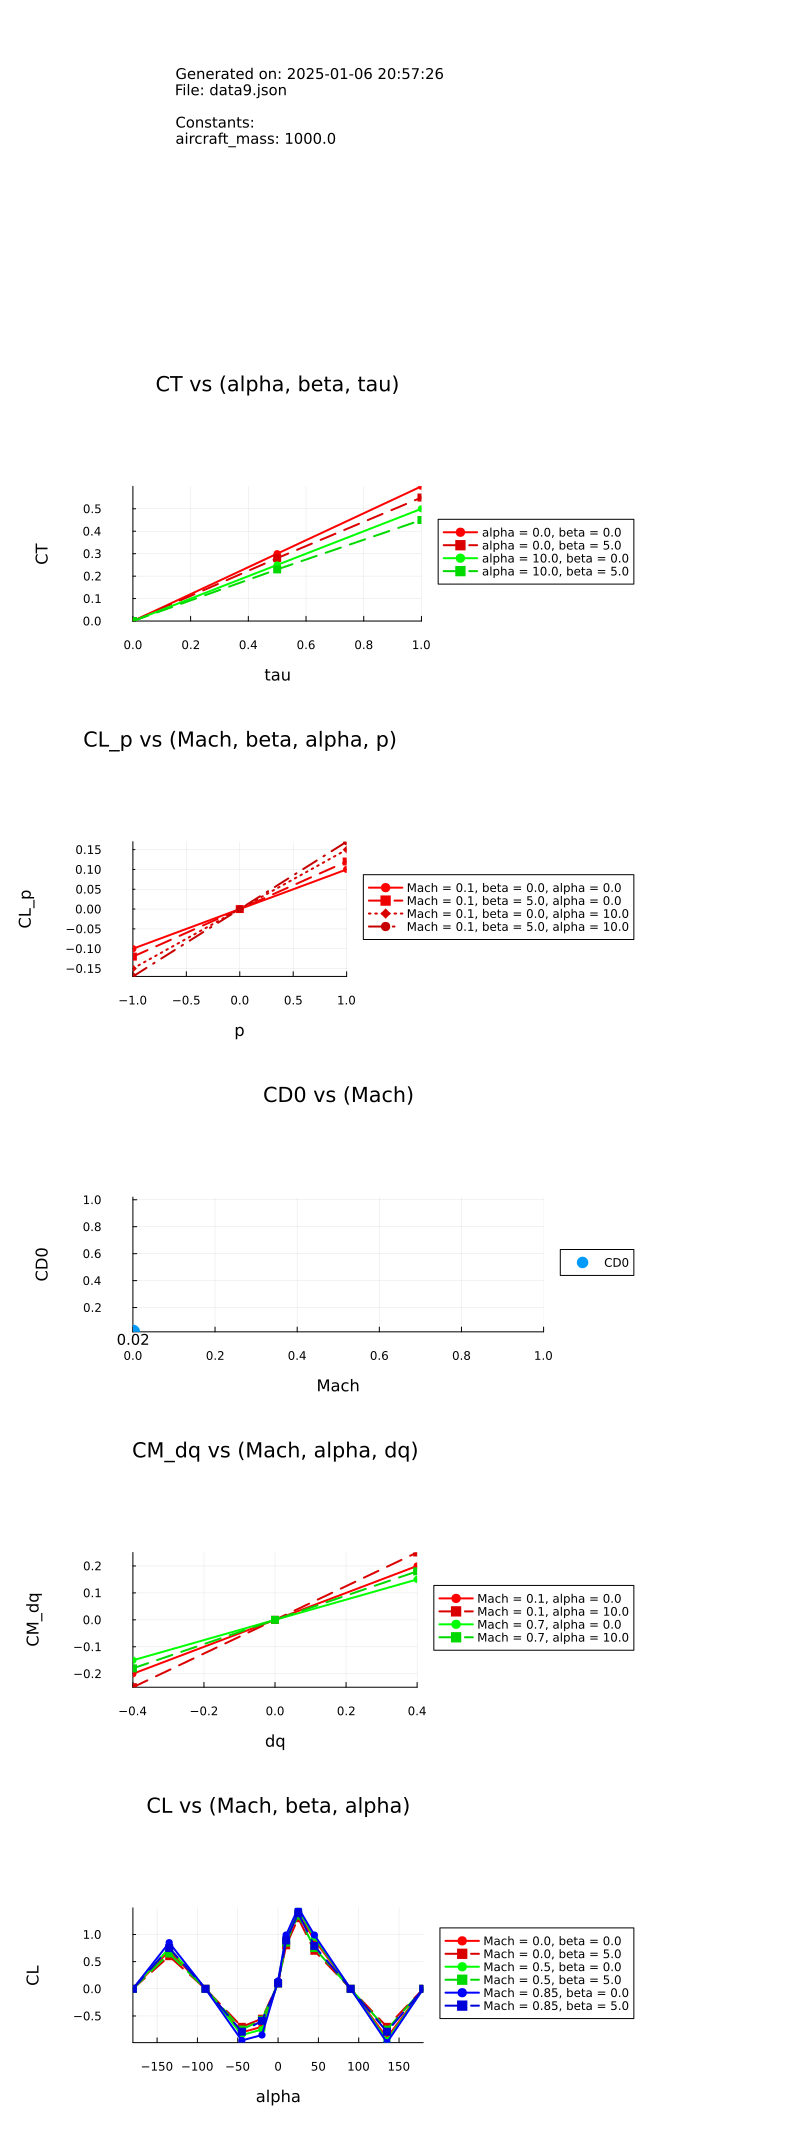 Generated on: 2025-01-06 20:57:26
File: data9.json
Constants:
aircraft_mass: 1000.0
CT vs (alpha, beta, tau)
CT
0.5
0.4
0.3
0.2
0.1
0.0
0.0 0.2 0.4 0.6 0.8 1.0
tau
alpha = 0.0, beta = 0.0
alpha = 0.0, beta = 5.0
alpha = 10.0, beta = 0.0
alpha = 10.0, beta = 5.0
CL_p vs (Mach, beta, alpha, p)
CL_p
0.15
0.10
0.05
0.00
−0.05
−0.10
−0.15
−1.0 −0.5 0.0 0.5 1.0
p
Mach = 0.1, beta = 0.0, alpha = 0.0
Mach = 0.1, beta = 5.0, alpha = 0.0
Mach = 0.1, beta = 0.0, alpha = 10.0
Mach = 0.1, beta = 5.0, alpha = 10.0
CD0 vs (Mach)
CD0
1.0
0.8
0.6
0.4
0.2
0.02
0.0 0.2 0.4 0.6 0.8 1.0
Mach
CD0
CM_dq vs (Mach, alpha, dq)
CM_dq
0.2
0.1
0.0
−0.1
−0.2
−0.4 −0.2 0.0 0.2 0.4
dq
Mach = 0.1, alpha = 0.0
Mach = 0.1, alpha = 10.0
Mach = 0.7, alpha = 0.0
Mach = 0.7, alpha = 10.0
CL vs (Mach, beta, alpha)
CL
1.0
0.5
0.0
−0.5
−150 −100 −50 0 50 100 150
alpha
Mach = 0.0, beta = 0.0
Mach = 0.0, beta = 5.0
Mach = 0.5, beta = 0.0
Mach = 0.5, beta = 5.0
Mach = 0.85, beta = 0.0
Mach = 0.85, beta = 5.0